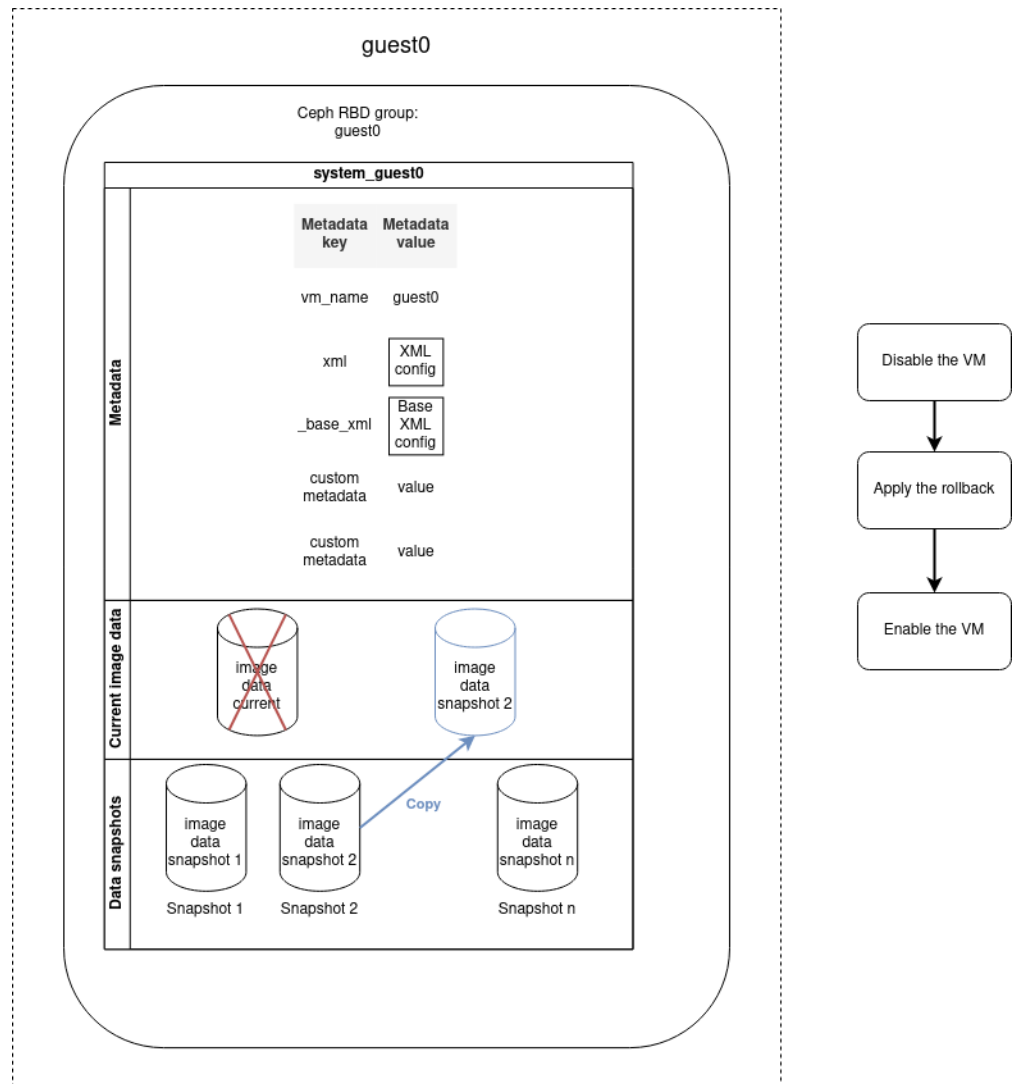 guest0
Ceph RBD group:
guest0
system_guest0
Metadata
Metadata
key
Metadata
value
vm_name
guest0
xml
XML
config
_base_xml
Base
XML
config
custom
metadata
value
custom
metadata
value
Current image data
image
data
current
image
data
snapshot 2
Copy
Data snapshots
image
data
snapshot 1
image
data
snapshot 2
image
data
snapshot n
Snapshot 1
Snapshot 2
Snapshot n
Disable the VM
Apply the rollback
Enable the VM